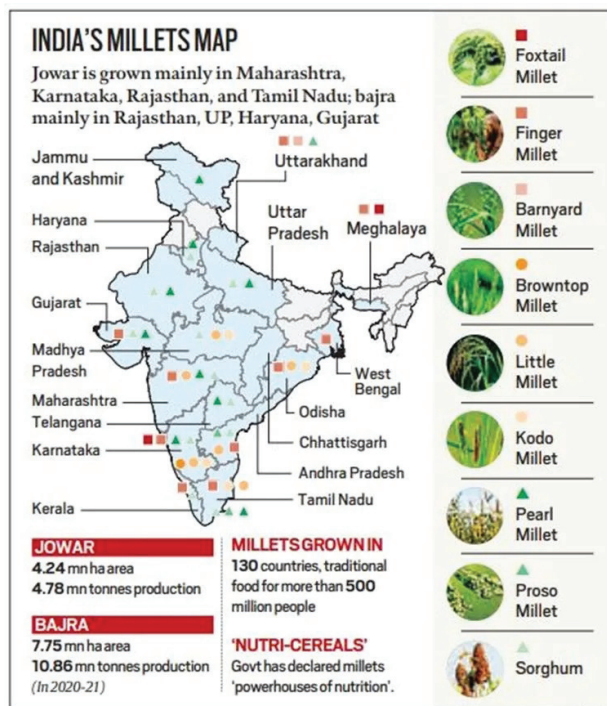 INDIA'S MILLETS MAP
Jowar is grown mainly in Maharashtra,
Karnataka, Rajasthan, and Tamil Nadu; bajra
mainly in Rajasthan, UP, Haryana, Gujarat
Jammu
and Kashmir
Uttarakhand
Haryana
Uttar
Pradesh
Meghalaya
Rajasthan
Gujarat
Madhya
Pradesh
West
Bengal
Maharashtra
Odisha
Telangana
Chhattisgarh
Karnataka
Andhra Pradesh
Tamil Nadu
Kerala
JOWAR
4.24 mn ha area
4.78 mn tonnes production
BAJRA
7.75 mn ha area
10.86 mn tonnes production
(In 2020-21)
MILLETS GROWN IN
130 countries, traditional
food for more than 500
million people
'NUTRI-CEREALS'
Govt has declared millets
'powerhouses of nutrition'.
Foxtail
Millet
Finger
Millet
Barnyard
Millet
Browntop
Millet
Little
Millet
Kodo
Millet
Pearl
Millet
Proso
Millet
Sorghum